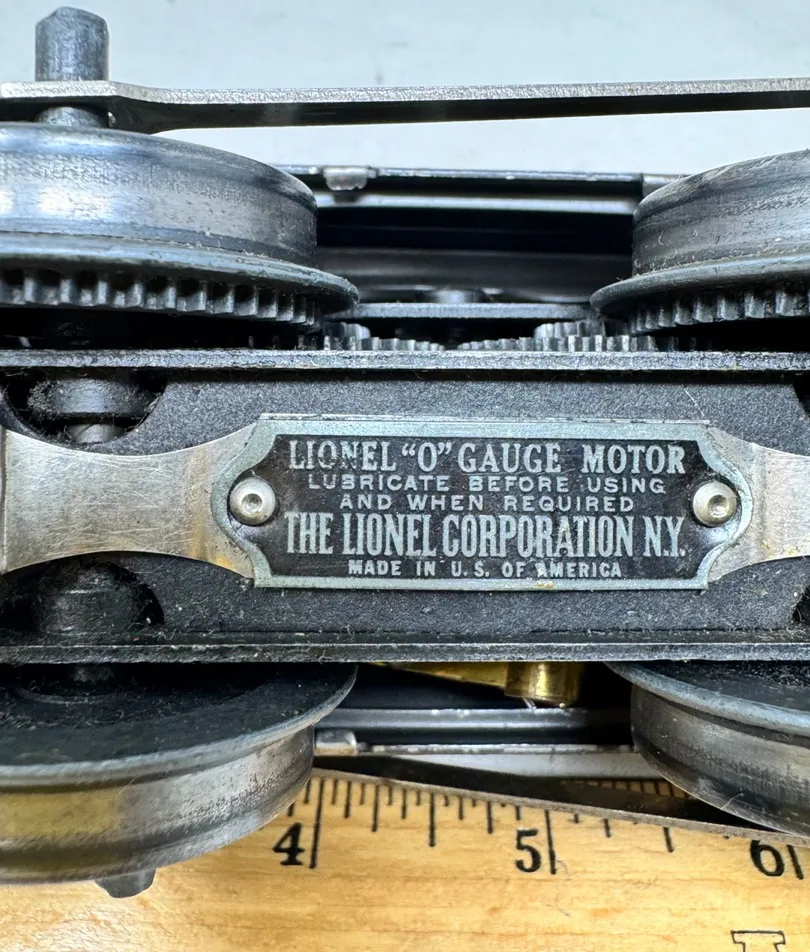 LIONEL "O" GAUGE MOTOR
LUBRICATE BEFORE USING
AND WHEN REQUIRED
THE LIONEL CORPORATION N.Y.
MADE IN U.S. OF AMERICA
4 5 6